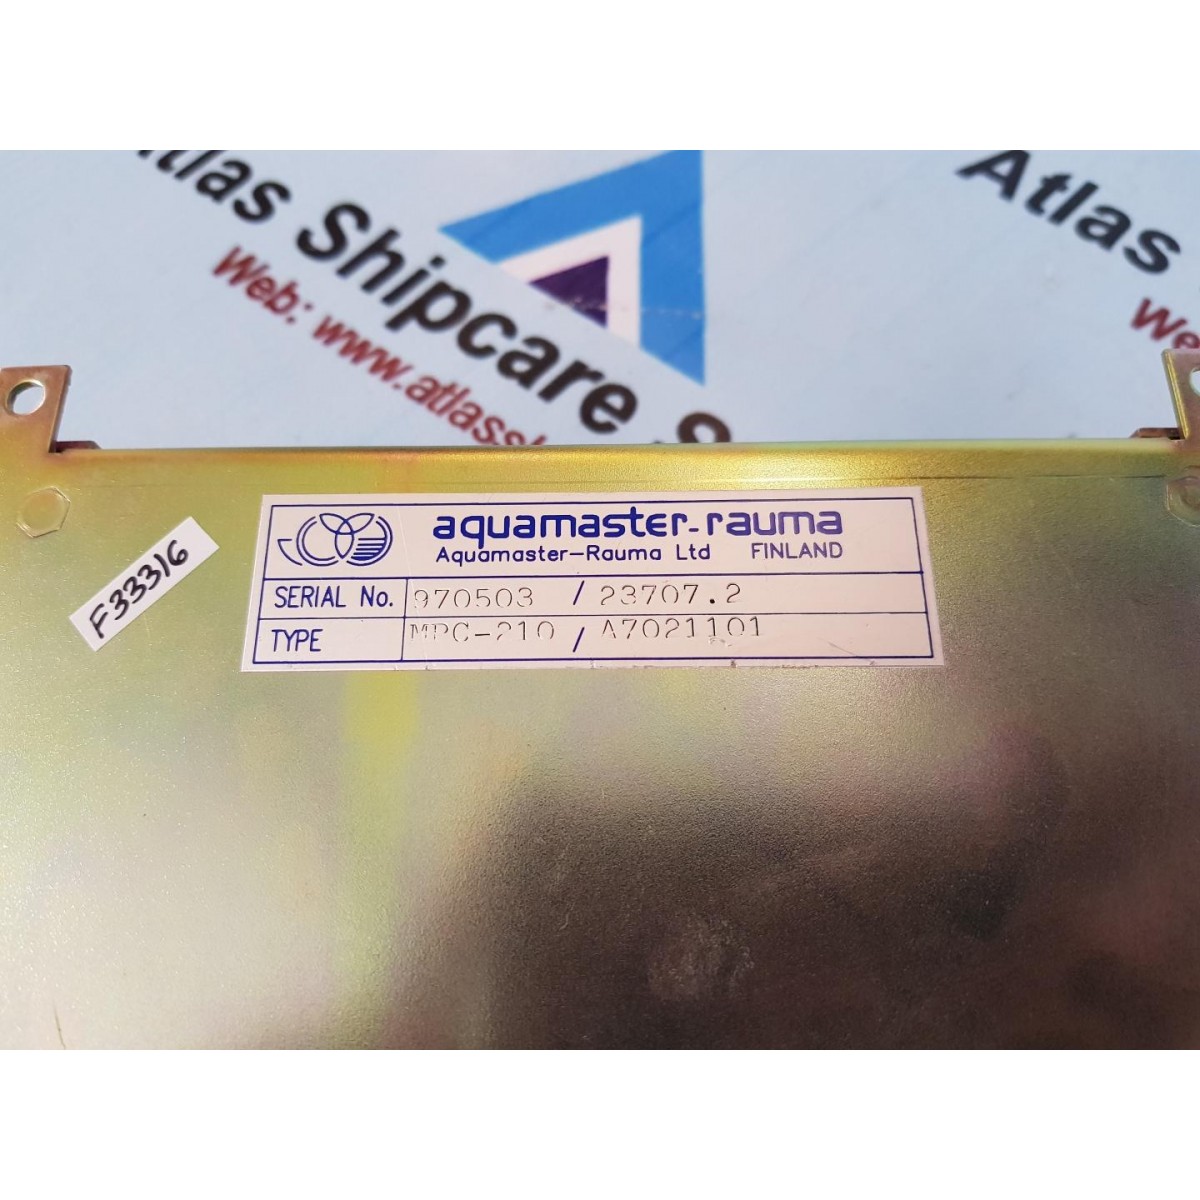 Atlas Shipcare S
Web: www.atlassh
Atlas
We
aquamaster-rauma
Aquamaster-Rauma Ltd FINLAND
SERIAL No. 970503 / 23707.2
TYPE MPC-210 / A7021101
F33316